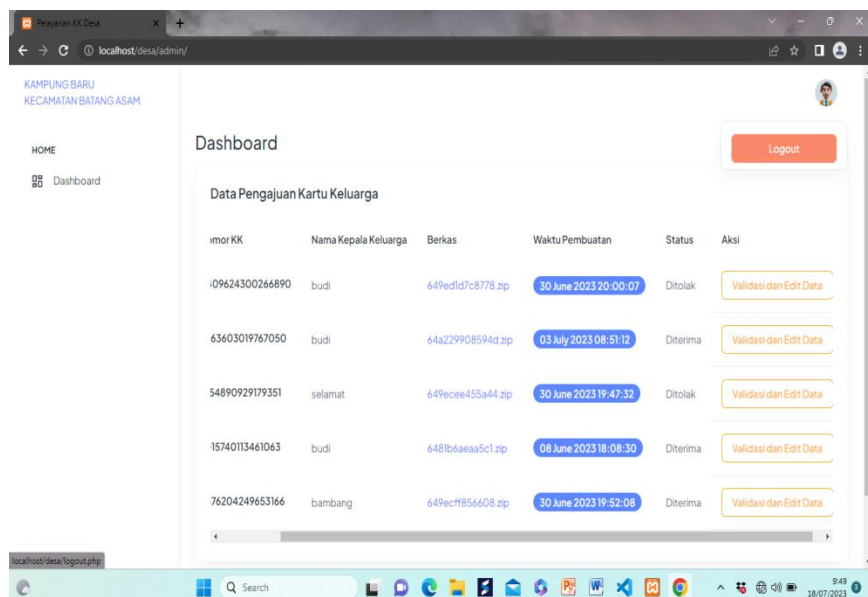 Pelayanan KK Desa
localhost/desa/admin/
KAMPUNG BARU
KECAMATAN BATANG ASAM
HOME
Dashboard
Dashboard
Logout
Data Pengajuan Kartu Keluarga
omor KK Nama Kepala Keluarga Berkas Waktu Pembuatan Status Aksi
09624300266890 budi 649ed1d7c8778.zip 30 June 2023 20:00:07 Ditolak Validasi dan Edit Data
63603019767050 budi 64a229908594d.zip 03 July 2023 08:51:12 Diterima Validasi dan Edit Data
54890929179351 selamat 649ecee455a44.zip 30 June 2023 19:47:32 Ditolak Validasi dan Edit Data
15740113461063 budi 6481b6aeaa5c1.zip 08 June 2023 18:08:30 Diterima Validasi dan Edit Data
76204249653166 bambang 649ecff856608.zip 30 June 2023 19:52:08 Diterima Validasi dan Edit Data
localhost/desa/logout.php
Search
9:49
18/07/2023